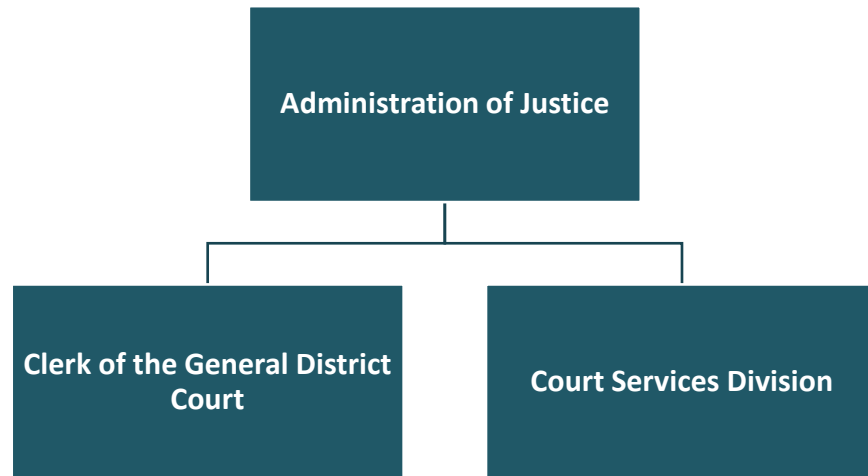 Administration of Justice
Clerk of the General District
Court
Court Services Division